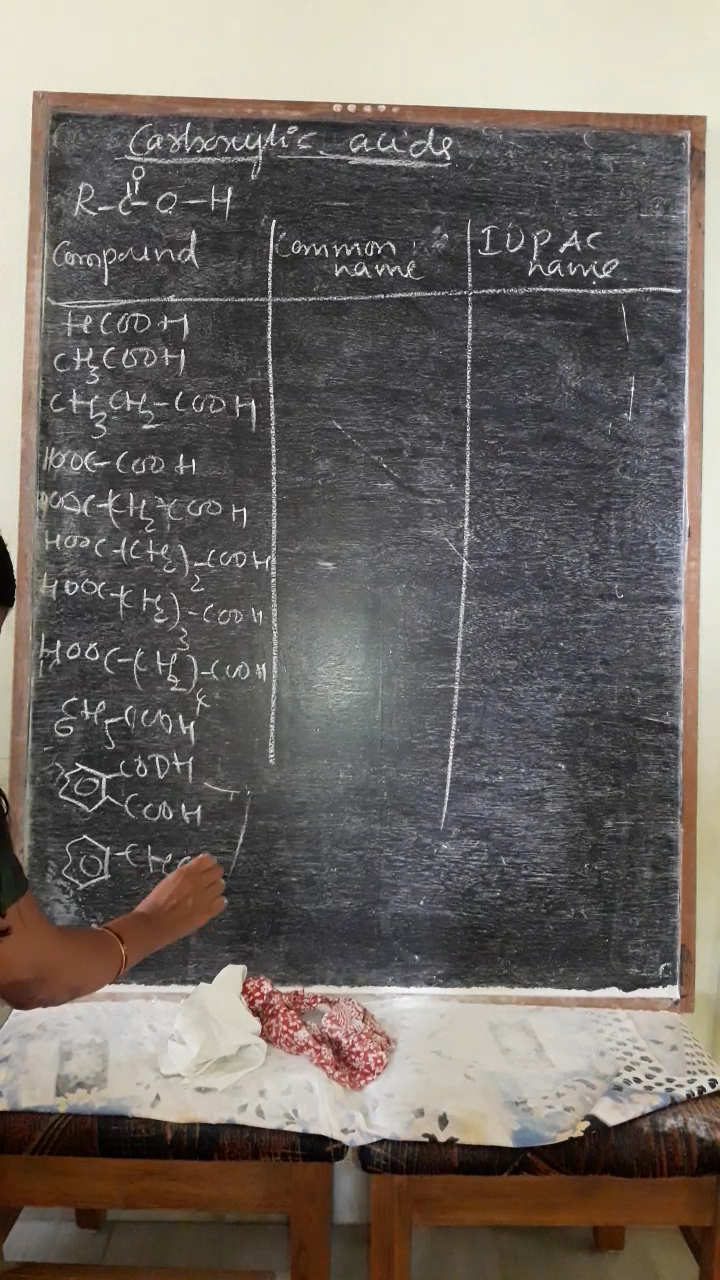 Carboxylic acids
O
R-C-O-H
Compound Common name IUPAC name
HCOOH
CH3COOH
CH3CH2-COOH
HOOC-COOH
HOOC-CH2-COOH
HOOC-(CH2)2-COOH
HOOC-(CH2)3-COOH
HOOC-(CH2)4-COOH
C6H5COOH
COOH
COOH